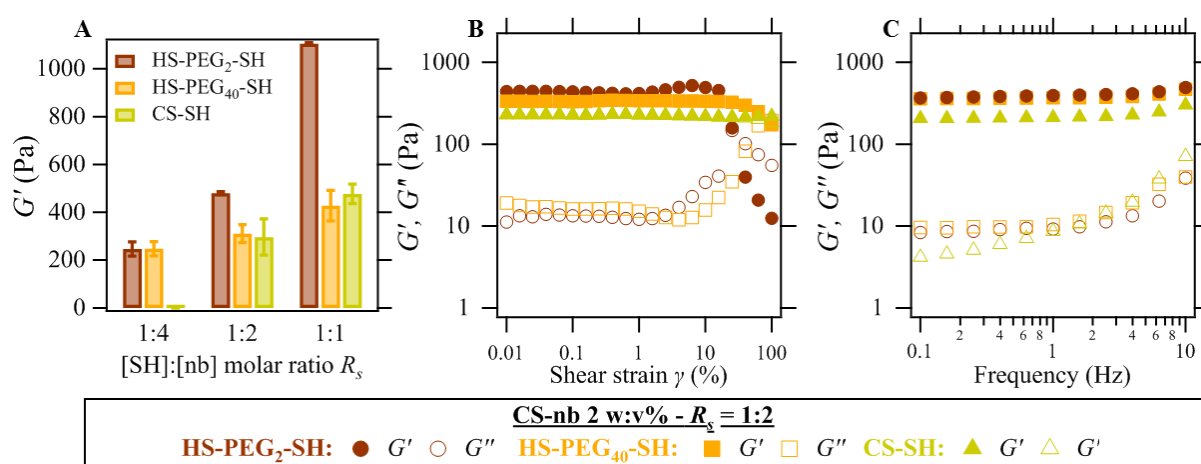 A
G′ (Pa)
1000
800
600
400
200
0
HS-PEG2-SH
HS-PEG40-SH
CS-SH
1:4 1:2 1:1
[SH]:[nb] molar ratio Rs
B
G′, G″ (Pa)
1000
100
10
1
0.01 0.1 1 10 100
Shear strain γ (%)
C
G′, G″ (Pa)
1000
100
10
1
0.1 2 4 6 8 1 2 4 6 8 10
Frequency (Hz)
CS-nb 2 w:v% - Rs = 1:2
HS-PEG2-SH: G′ G″ HS-PEG40-SH: G′ G″ CS-SH: G′ G′